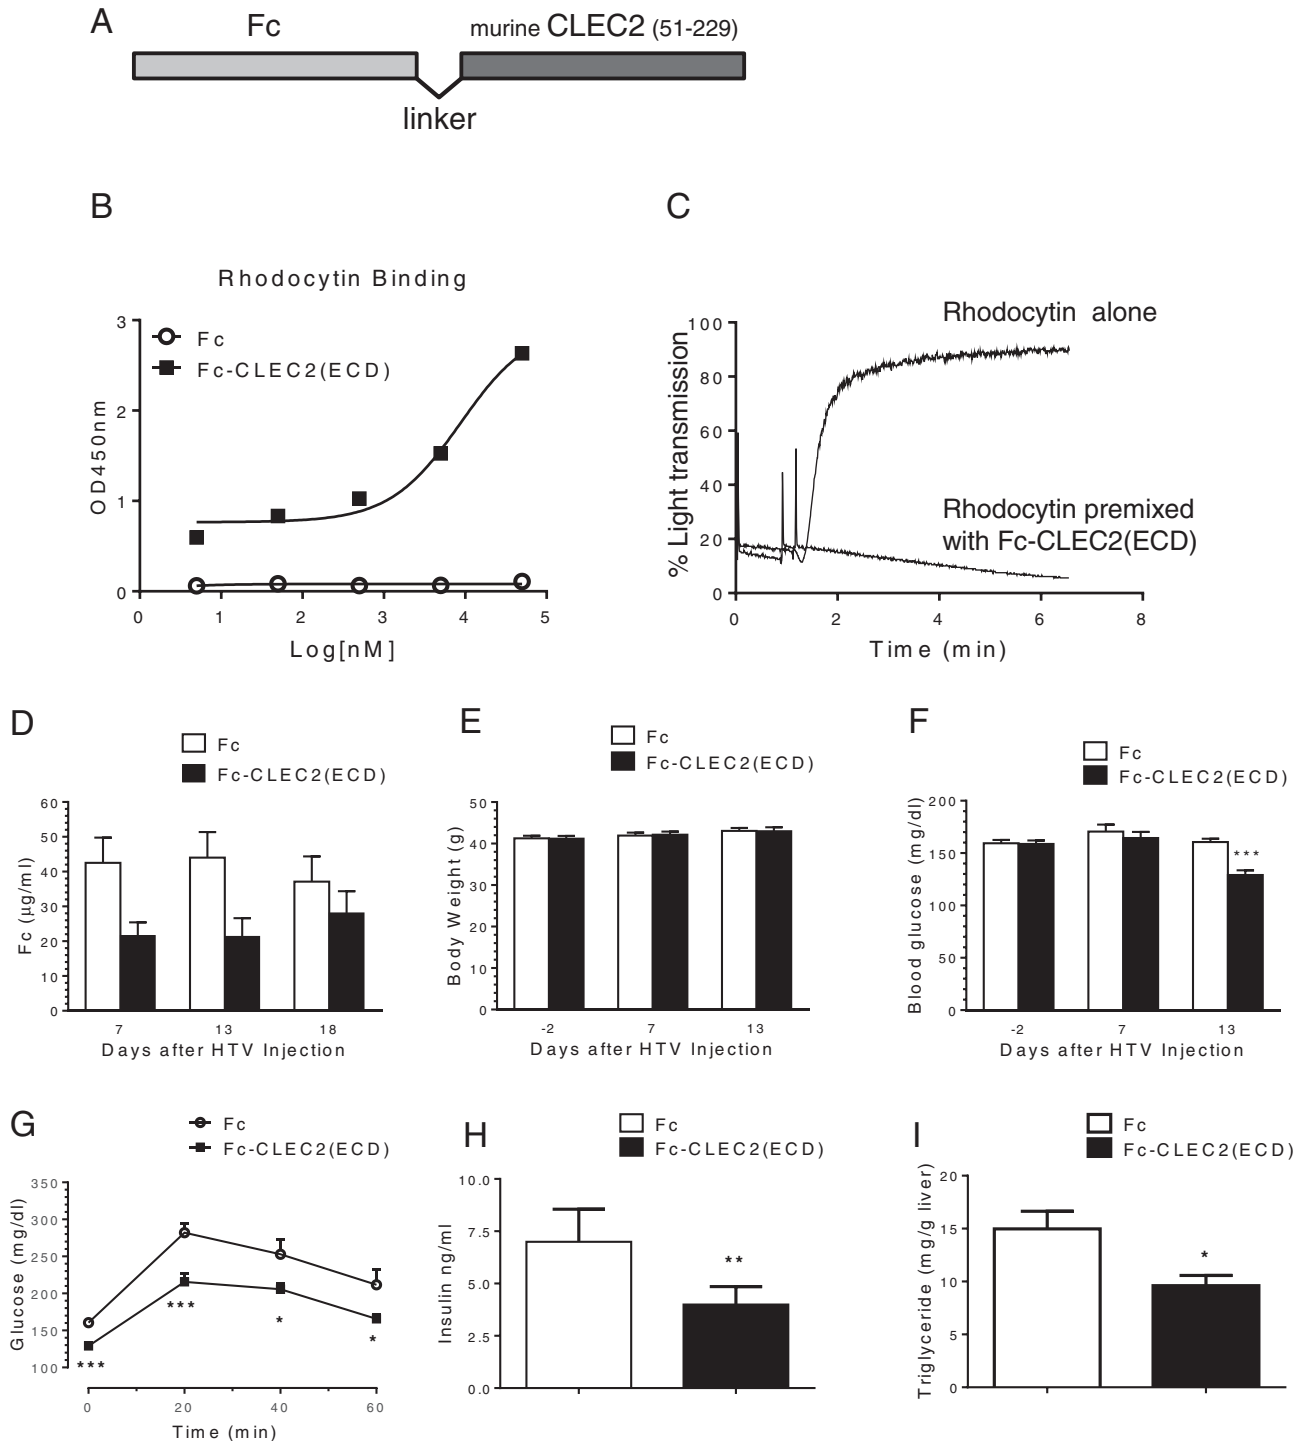 A
Fc
murine CLEC2 (51-229)
linker
B
Rhodocytin Binding
Fc
Fc-CLEC2(ECD)
OD450nm
3
2
1
0
0 1 2 3 4 5
Log[nM]
C
Rhodocytin alone
Rhodocytin premixed
with Fc-CLEC2(ECD)
% Light transmission
100
80
60
40
20
0
0 2 4 6 8
Time (min)
D
Fc
Fc-CLEC2(ECD)
Fc (μg/ml)
60
50
40
30
20
10
0
7 13 18
Days after HTV Injection
E
Fc
Fc-CLEC2(ECD)
Body Weight (g)
50
40
30
20
10
0
-2 7 13
Days after HTV Injection
F
Fc
Fc-CLEC2(ECD)
Blood glucose (mg/dl)
200
150
100
50
0
***
-2 7 13
Days after HTV Injection
G
Fc
Fc-CLEC2(ECD)
Glucose (mg/dl)
350
300
250
200
150
100
***
***
*
*
0 20 40 60
Time (min)
H
Fc
Fc-CLEC2(ECD)
Insulin ng/ml
10.0
7.5
5.0
2.5
0.0
**
I
Fc
Fc-CLEC2(ECD)
Triglyceride (mg/g liver)
20
15
10
5
0
*